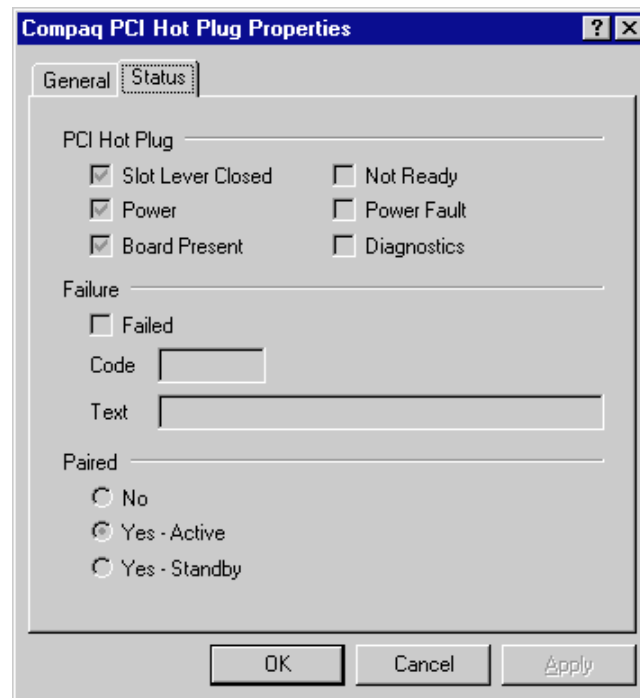 Compaq PCI Hot Plug Properties
General Status
PCI Hot Plug
Slot Lever Closed Not Ready
Power Power Fault
Board Present Diagnostics
Failure
Failed
Code
Text
Paired
No
Yes - Active
Yes - Standby
OK Cancel Apply